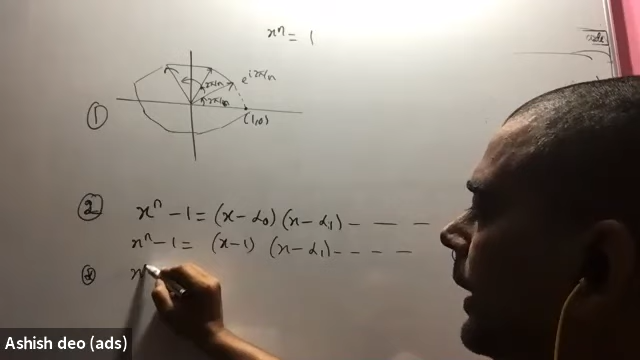 xⁿ = 1
e^{i2π/n}
2π/n
2π/n
(1,0)
①
② xⁿ - 1 = (x - α₀) (x - α₁) - - - -
xⁿ - 1 = (x - 1) (x - α₁) - - - -
Ashish deo (ads)